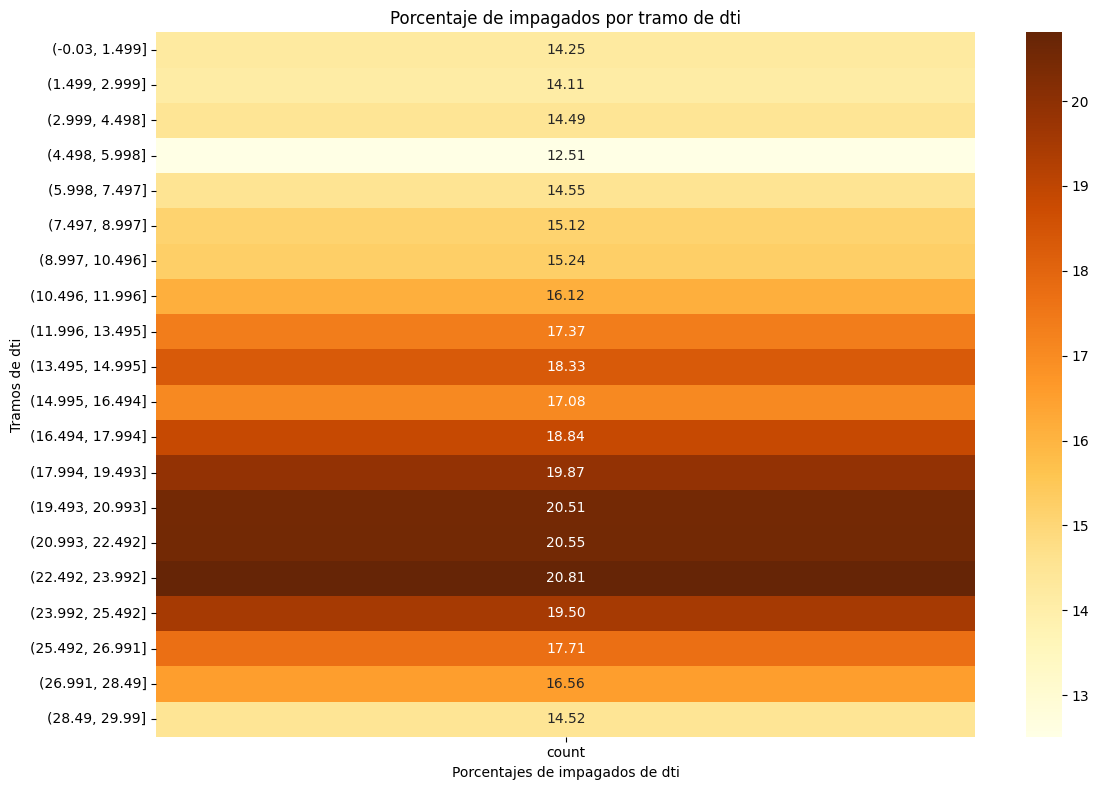 Porcentaje de impagados por tramo de dti
Tramos de dti
(-0.03, 1.499] 14.25
(1.499, 2.999] 14.11
(2.999, 4.498] 14.49
(4.498, 5.998] 12.51
(5.998, 7.497] 14.55
(7.497, 8.997] 15.12
(8.997, 10.496] 15.24
(10.496, 11.996] 16.12
(11.996, 13.495] 17.37
(13.495, 14.995] 18.33
(14.995, 16.494] 17.08
(16.494, 17.994] 18.84
(17.994, 19.493] 19.87
(19.493, 20.993] 20.51
(20.993, 22.492] 20.55
(22.492, 23.992] 20.81
(23.992, 25.492] 19.50
(25.492, 26.991] 17.71
(26.991, 28.49] 16.56
(28.49, 29.99] 14.52
count
Porcentajes de impagados de dti
20
19
18
17
16
15
14
13